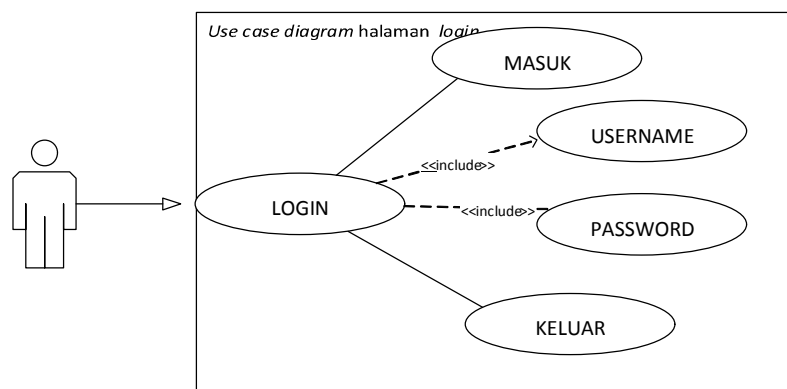 Use case diagram halaman login
MASUK
USERNAME
<<include>>
LOGIN
<<include>>
PASSWORD
KELUAR